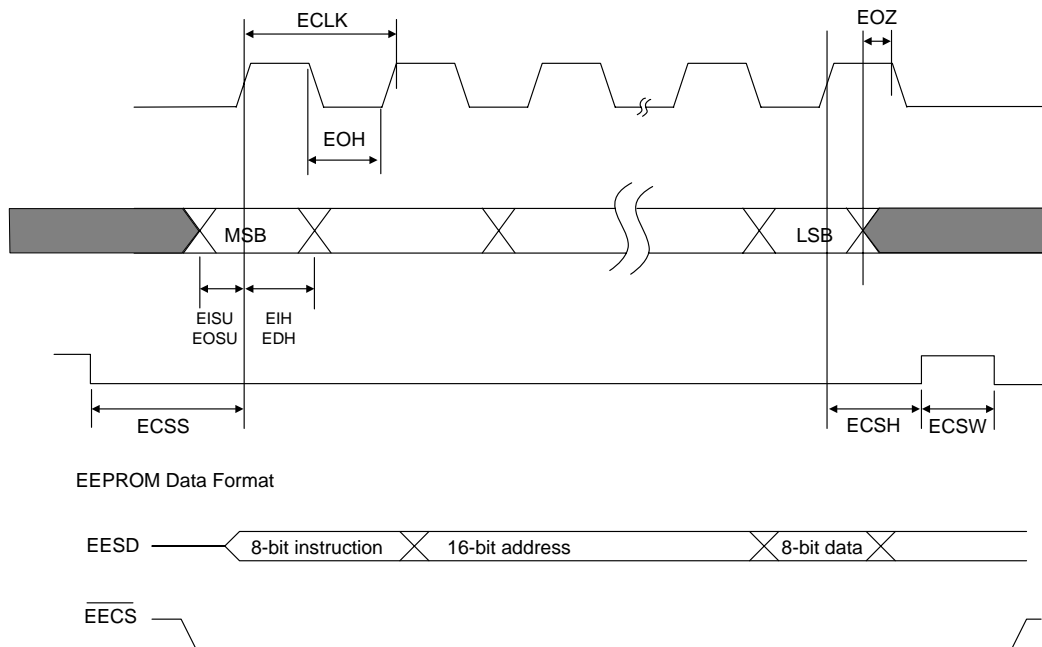 ECLK
EOZ
EOH
MSB
LSB
EISU
EOSU
EIH
EDH
ECSS
ECSH
ECSW
EEPROM Data Format
EESD
8-bit instruction
16-bit address
8-bit data
EECS